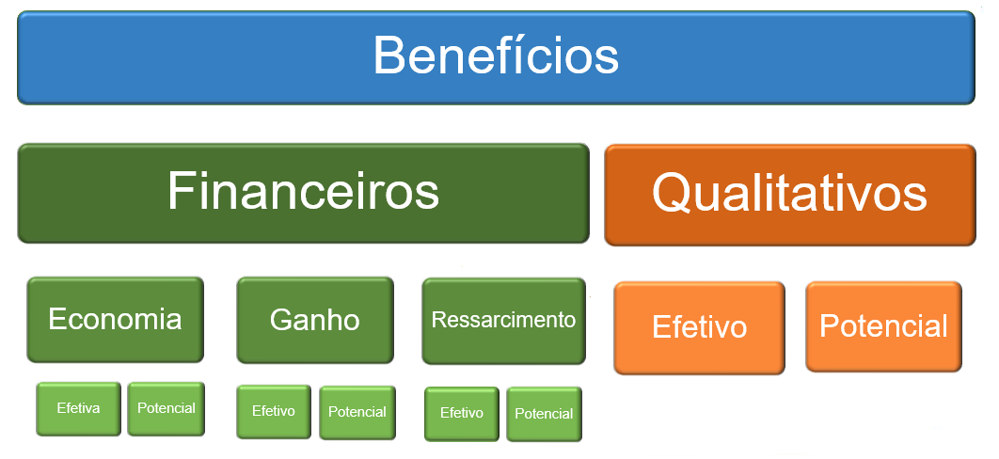 Benefícios
Financeiros
Qualitativos
Economia
Ganho
Ressarcimento
Efetivo
Potencial
Efetiva
Potencial
Efetivo
Potencial
Efetivo
Potencial